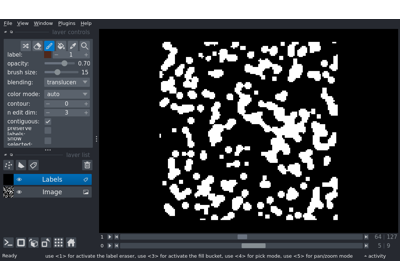 File View Window Plugins Help
layer controls
label: 1
opacity: 0.70
brush size: 15
blending: translucen
color mode: auto
contour: 0
n edit dim: 3
contiguous:
preserve
labels:
show
selected:
layer list
Labels
Image
1 64 127
0 5 9
Ready use <1> for activate the label eraser, use <2> for activate the fill bucket, use <4> for pick mode, use <5> for pan/zoom mode activity